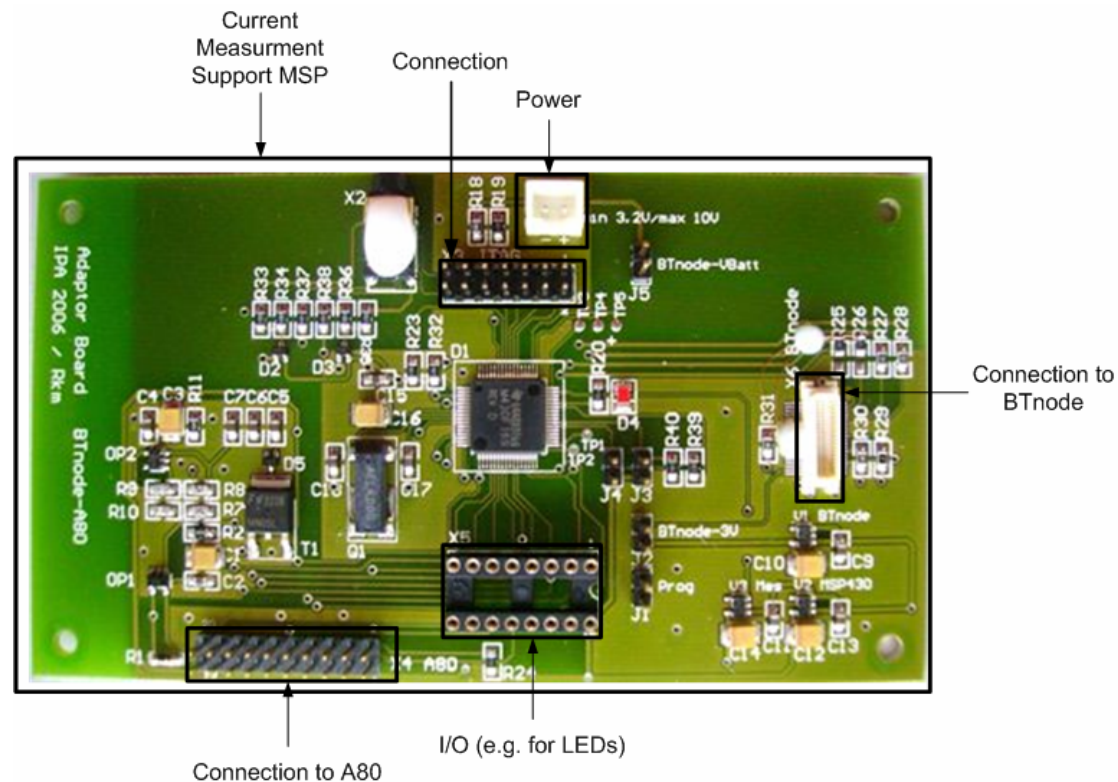 Current
Measurment
Support MSP
Connection
Power
X2
R18
R19
min 3.2V/max 10V
JTAG
BTnode-VBatt
Adaptor Board BTnode-A80
IPA 2006 / Rkm
R33
R34
R37
R38
R36
R23
R32
D1
TP4
TP5
R20
D4
X6 BTnode
R26
R27
R28
D2
D3
C15
C16
Connection to
BTnode
C4
C3
R11
C7
C6
C5
OP2
D5
R9
R8
R10
R7
R2
T1
C1
C2
OP1
C17
Q1
TP1
TP2
J4
J3
R40
R39
R31
R30
R29
X5
BTnode-3V
J2
Prog
J1
V1 BTnode
C10
C9
V3 Mes
V2 MSP430
C14
C11
C12
C13
R1
X4 A80
R24
I/O (e.g. for LEDs)
Connection to A80